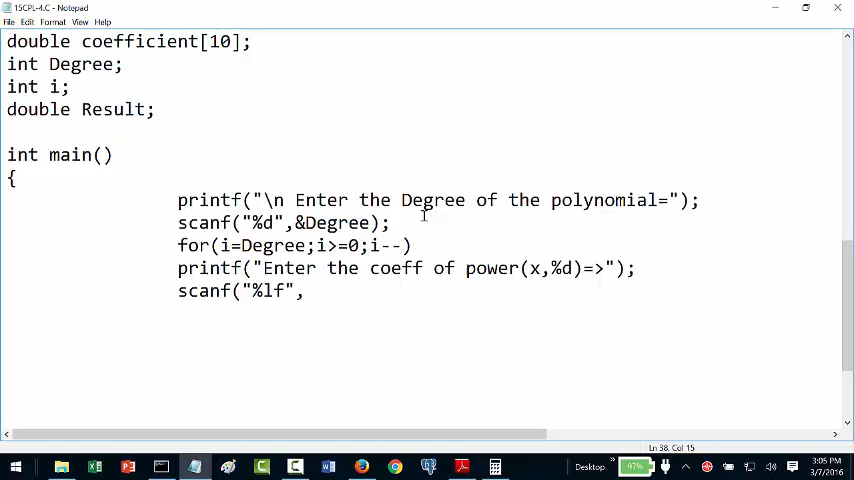 15CPL-4.C - Notepad
File Edit Format View Help
double coefficient[10];
int Degree;
int i;
double Result;
int main()
{
printf("\n Enter the Degree of the polynomial=");
scanf("%d",&Degree);
for(i=Degree;i>=0;i--)
printf("Enter the coeff of power(x,%d)=>");
scanf("%lf",
Ln 38, Col 15
Desktop
97%
3:05 PM
3/7/2016